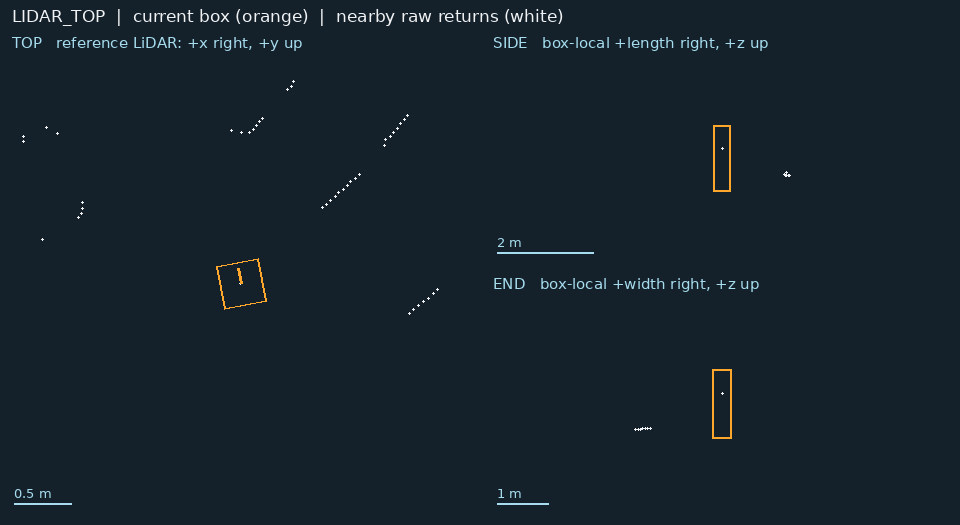 LIDAR_TOP  |  current box (orange)  |  nearby raw returns (white)
TOP   reference LiDAR: +x right, +y up
SIDE   box-local +length right, +z up
2 m
END   box-local +width right, +z up
0.5 m
1 m